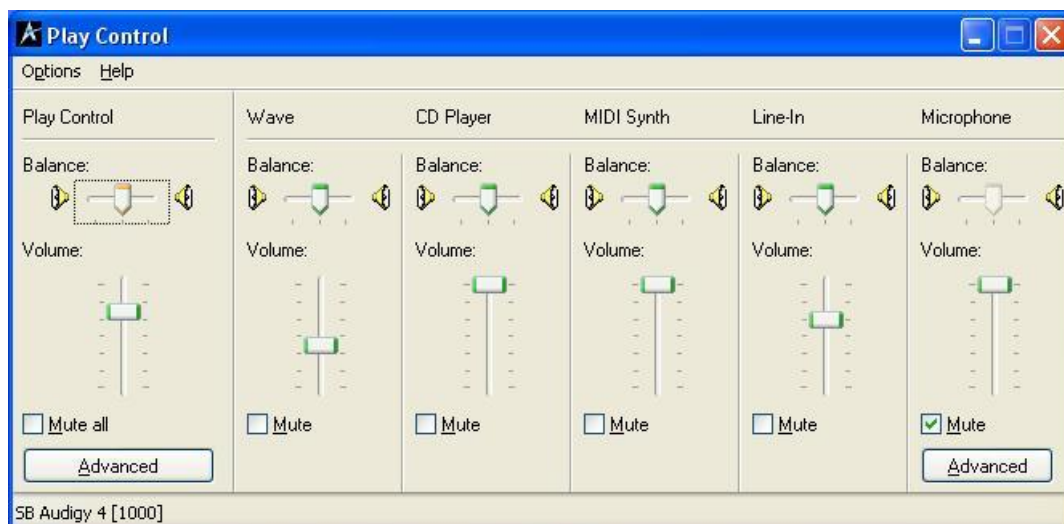 Play Control
Options Help
Play Control Wave CD Player MIDI Synth Line-In Microphone
Balance: Balance: Balance: Balance: Balance: Balance:
Volume: Volume: Volume: Volume: Volume: Volume:
Mute all Mute Mute Mute Mute Mute
Advanced Advanced
SB Audigy 4 [1000]